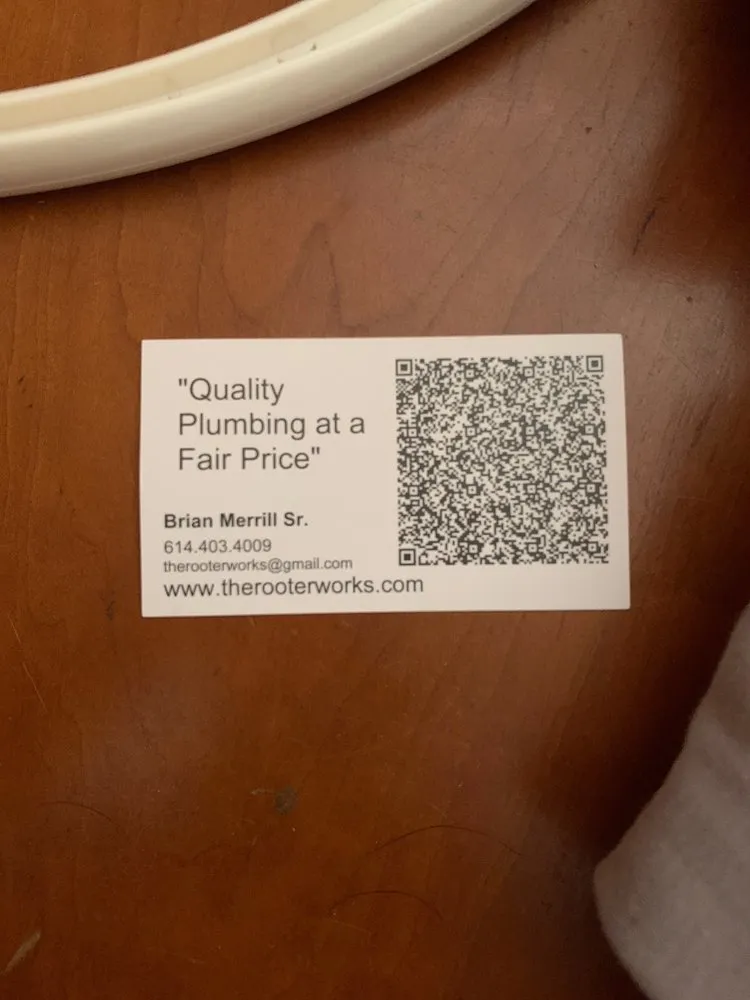 "Quality
Plumbing at a
Fair Price"
Brian Merrill Sr.
614.403.4009
therooterworks@gmail.com
www.therooterworks.com